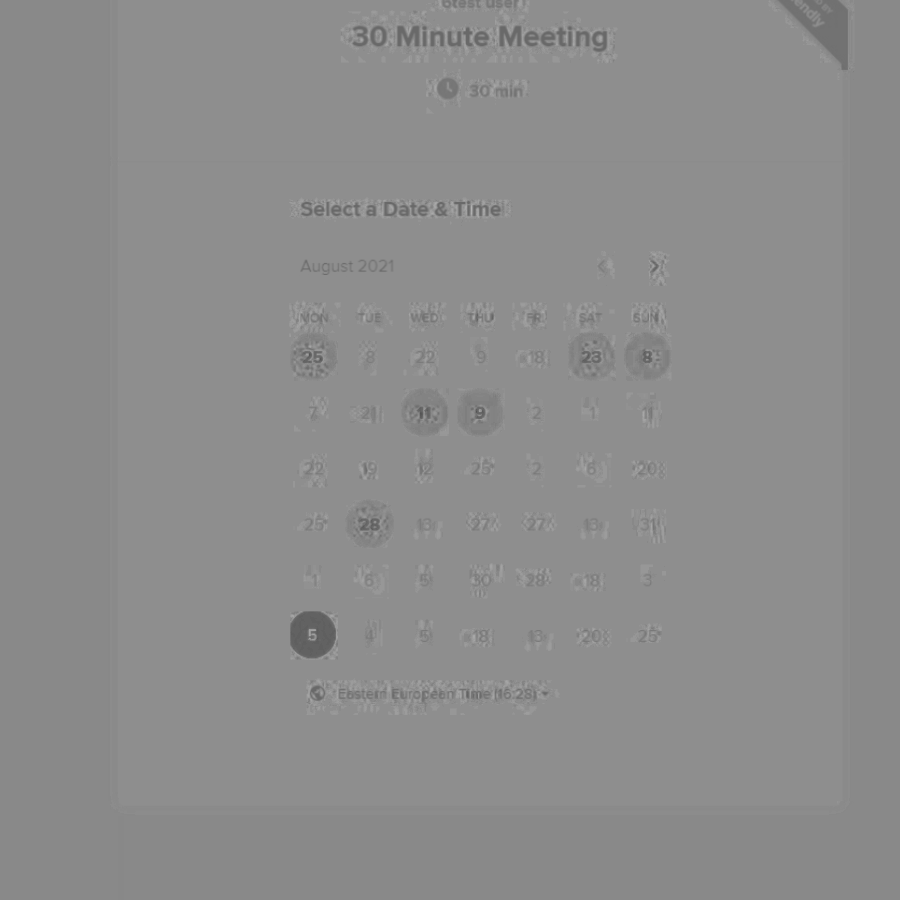 30 Minute Meeting
30 min
Select a Date & Time
August 2021
MON TUE WED THU FRI SAT SUN
25 8 22 9 18 23 8
7 21 11 9 2 1 11
22 19 12 25 2 6 20
25 28 13 27 27 13 31
1 6 5 30 28 18 3
5 4 5 18 13 20 25
Eastern European Time (16:28)